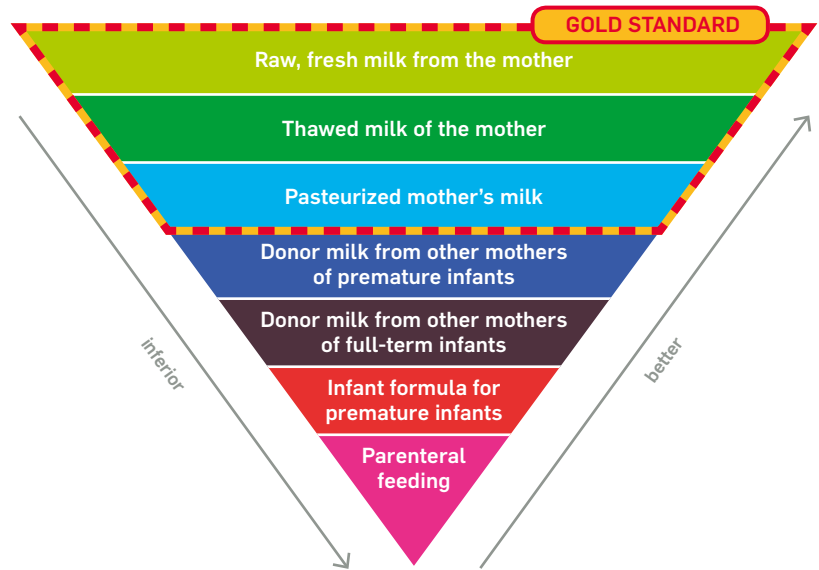 GOLD STANDARD
Raw, fresh milk from the mother
Thawed milk of the mother
Pasteurized mother’s milk
Donor milk from other mothers
of premature infants
Donor milk from other mothers
of full-term infants
Infant formula for
premature infants
Parenteral
feeding
inferior
better